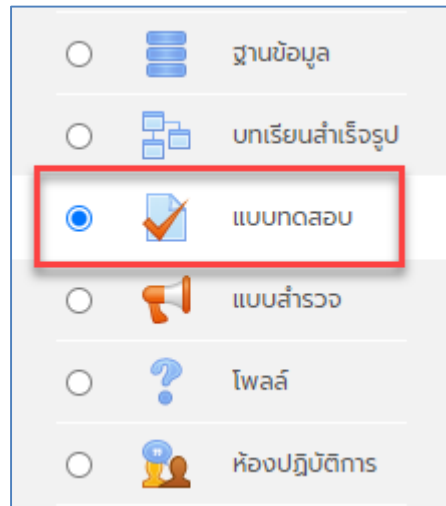 ฐานข้อมูล
บทเรียนสำเร็จรูป
แบบทดสอบ
แบบสำรวจ
โพลล์
ห้องปฏิบัติการ